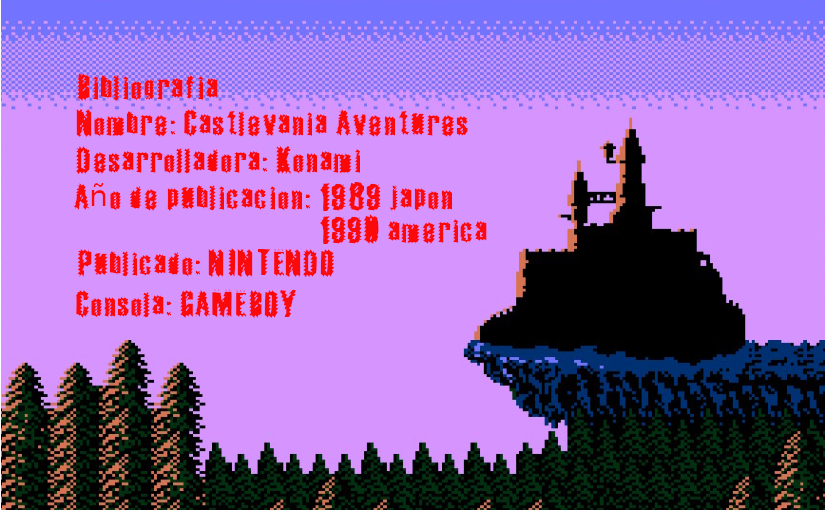 Bibliografia
Nombre: Castlevania Aventures
Desarrolladora: Konami
Año de publicacion: 1989 japon
1990 america
Publicado: NINTENDO
Consola: GAMEBOY